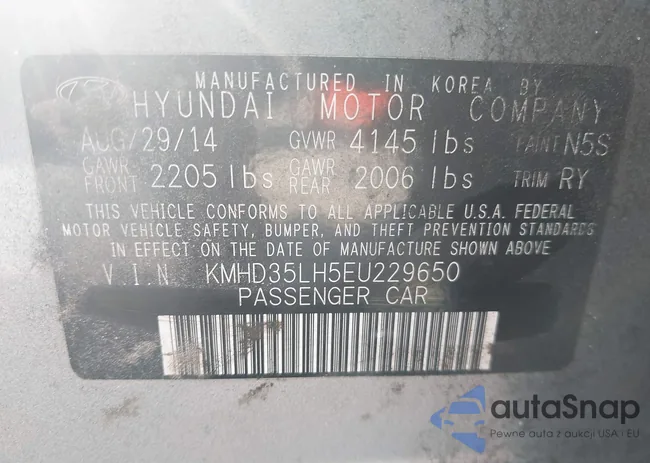 MANUFACTURED IN KOREA BY
HYUNDAI MOTOR COMPANY
AUG/29/14 GVWR 4145 lbs PAINT N5S
GAWR FRONT 2205 lbs GAWR REAR 2006 lbs TRIM RY
THIS VEHICLE CONFORMS TO ALL APPLICABLE U.S.A. FEDERAL
MOTOR VEHICLE SAFETY, BUMPER, AND THEFT PREVENTION STANDARDS
IN EFFECT ON THE DATE OF MANUFACTURE SHOWN ABOVE
V I N KMHD35LH5EU229650
PASSENGER CAR
autaSnap
Pewne auta z aukcji USA i EU